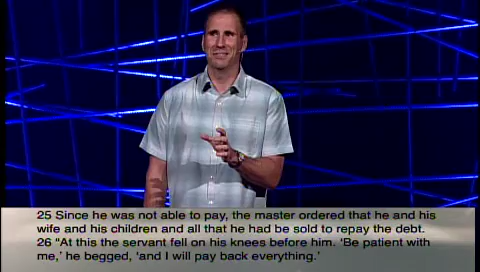 25 Since he was not able to pay, the master ordered that he and his
wife and his children and all that he had be sold to repay the debt.
26 “At this the servant fell on his knees before him. ‘Be patient with
me,’ he begged, ‘and I will pay back everything.’